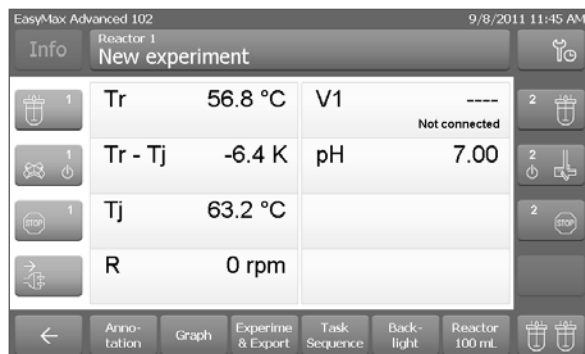 EasyMax Advanced 102
9/8/2011 11:45 AM
Info
Reactor 1
New experiment
1
Tr 56.8 °C
V1 ----
Not connected
2
1
Tr - Tj -6.4 K
pH 7.00
2
STOP 1
Tj 63.2 °C
2 STOP
R 0 rpm
Anno-
tation
Graph
Experime
& Export
Task
Sequence
Back-
light
Reactor
100 mL